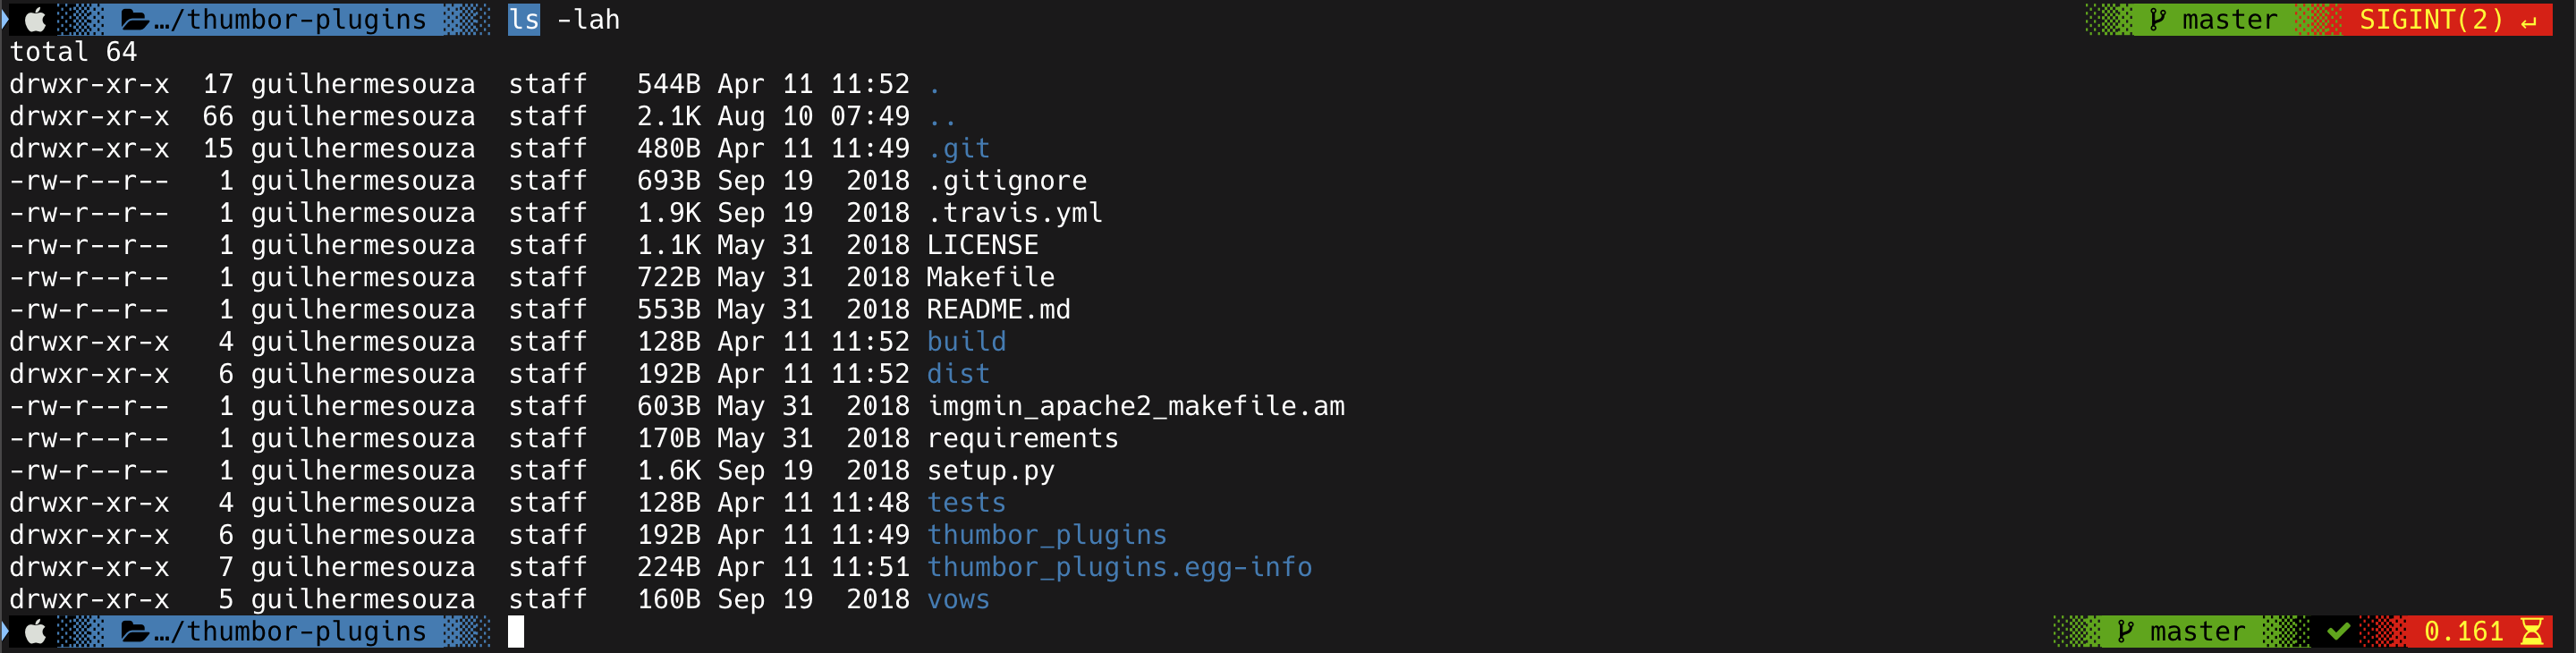 …/thumbor-plugins ls -lah master SIGINT(2) ↵
total 64
drwxr-xr-x  17 guilhermesouza  staff   544B Apr 11 11:52 .
drwxr-xr-x  66 guilhermesouza  staff   2.1K Aug 10 07:49 ..
drwxr-xr-x  15 guilhermesouza  staff   480B Apr 11 11:49 .git
-rw-r--r--   1 guilhermesouza  staff   693B Sep 19  2018 .gitignore
-rw-r--r--   1 guilhermesouza  staff   1.9K Sep 19  2018 .travis.yml
-rw-r--r--   1 guilhermesouza  staff   1.1K May 31  2018 LICENSE
-rw-r--r--   1 guilhermesouza  staff   722B May 31  2018 Makefile
-rw-r--r--   1 guilhermesouza  staff   553B May 31  2018 README.md
drwxr-xr-x   4 guilhermesouza  staff   128B Apr 11 11:52 build
drwxr-xr-x   6 guilhermesouza  staff   192B Apr 11 11:52 dist
-rw-r--r--   1 guilhermesouza  staff   603B May 31  2018 imgmin_apache2_makefile.am
-rw-r--r--   1 guilhermesouza  staff   170B May 31  2018 requirements
-rw-r--r--   1 guilhermesouza  staff   1.6K Sep 19  2018 setup.py
drwxr-xr-x   4 guilhermesouza  staff   128B Apr 11 11:48 tests
drwxr-xr-x   6 guilhermesouza  staff   192B Apr 11 11:49 thumbor_plugins
drwxr-xr-x   7 guilhermesouza  staff   224B Apr 11 11:51 thumbor_plugins.egg-info
drwxr-xr-x   5 guilhermesouza  staff   160B Sep 19  2018 vows
…/thumbor-plugins master ✔ 0.161